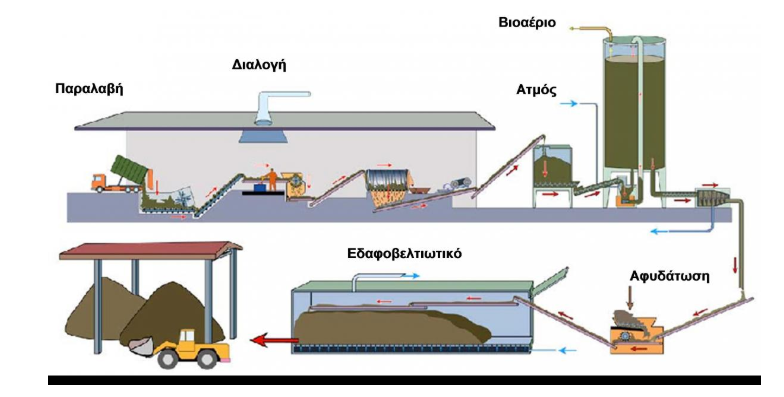 Βιοαέριο
Διαλογή
Παραλαβή
Ατμός
Εδαφοβελτιωτικό
Αφυδάτωση